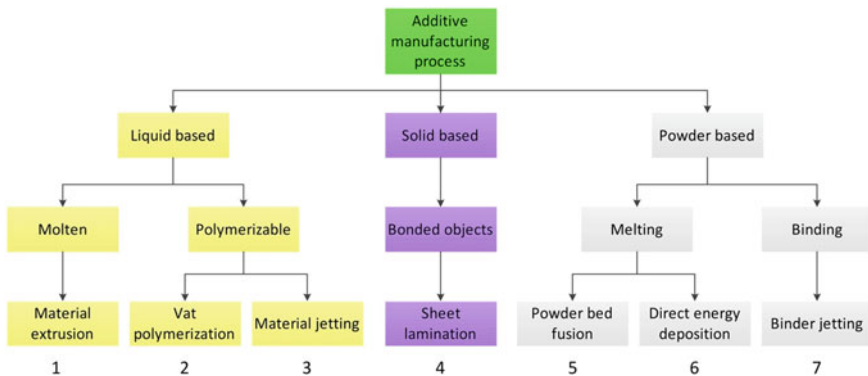 Additive
manufacturing
process
Liquid based
Solid based
Powder based
Molten
Polymerizable
Bonded objects
Melting
Binding
Material
extrusion
Vat
polymerization
Material jetting
Sheet
lamination
Powder bed
fusion
Direct energy
deposition
Binder jetting
1
2
3
4
5
6
7